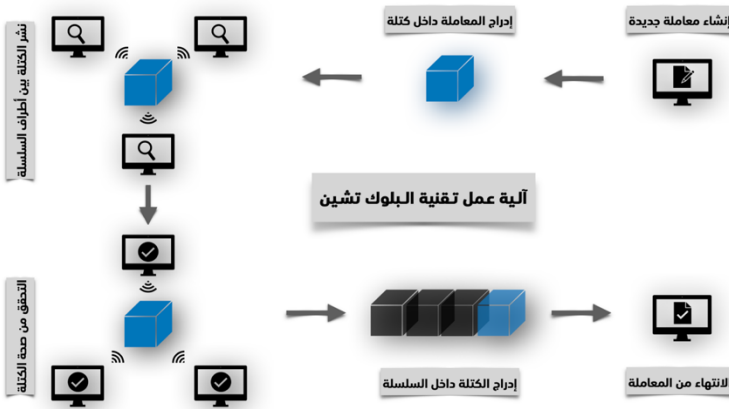 إنشاء معاملة جديدة
إدراج المعاملة داخل كتلة
نشر الكتلة بين أطراف السلسلة
آلية عمل تقنية البلوك تشين
التحقق من صحة الكتلة
إدراج الكتلة داخل السلسلة
الانتهاء من المعاملة